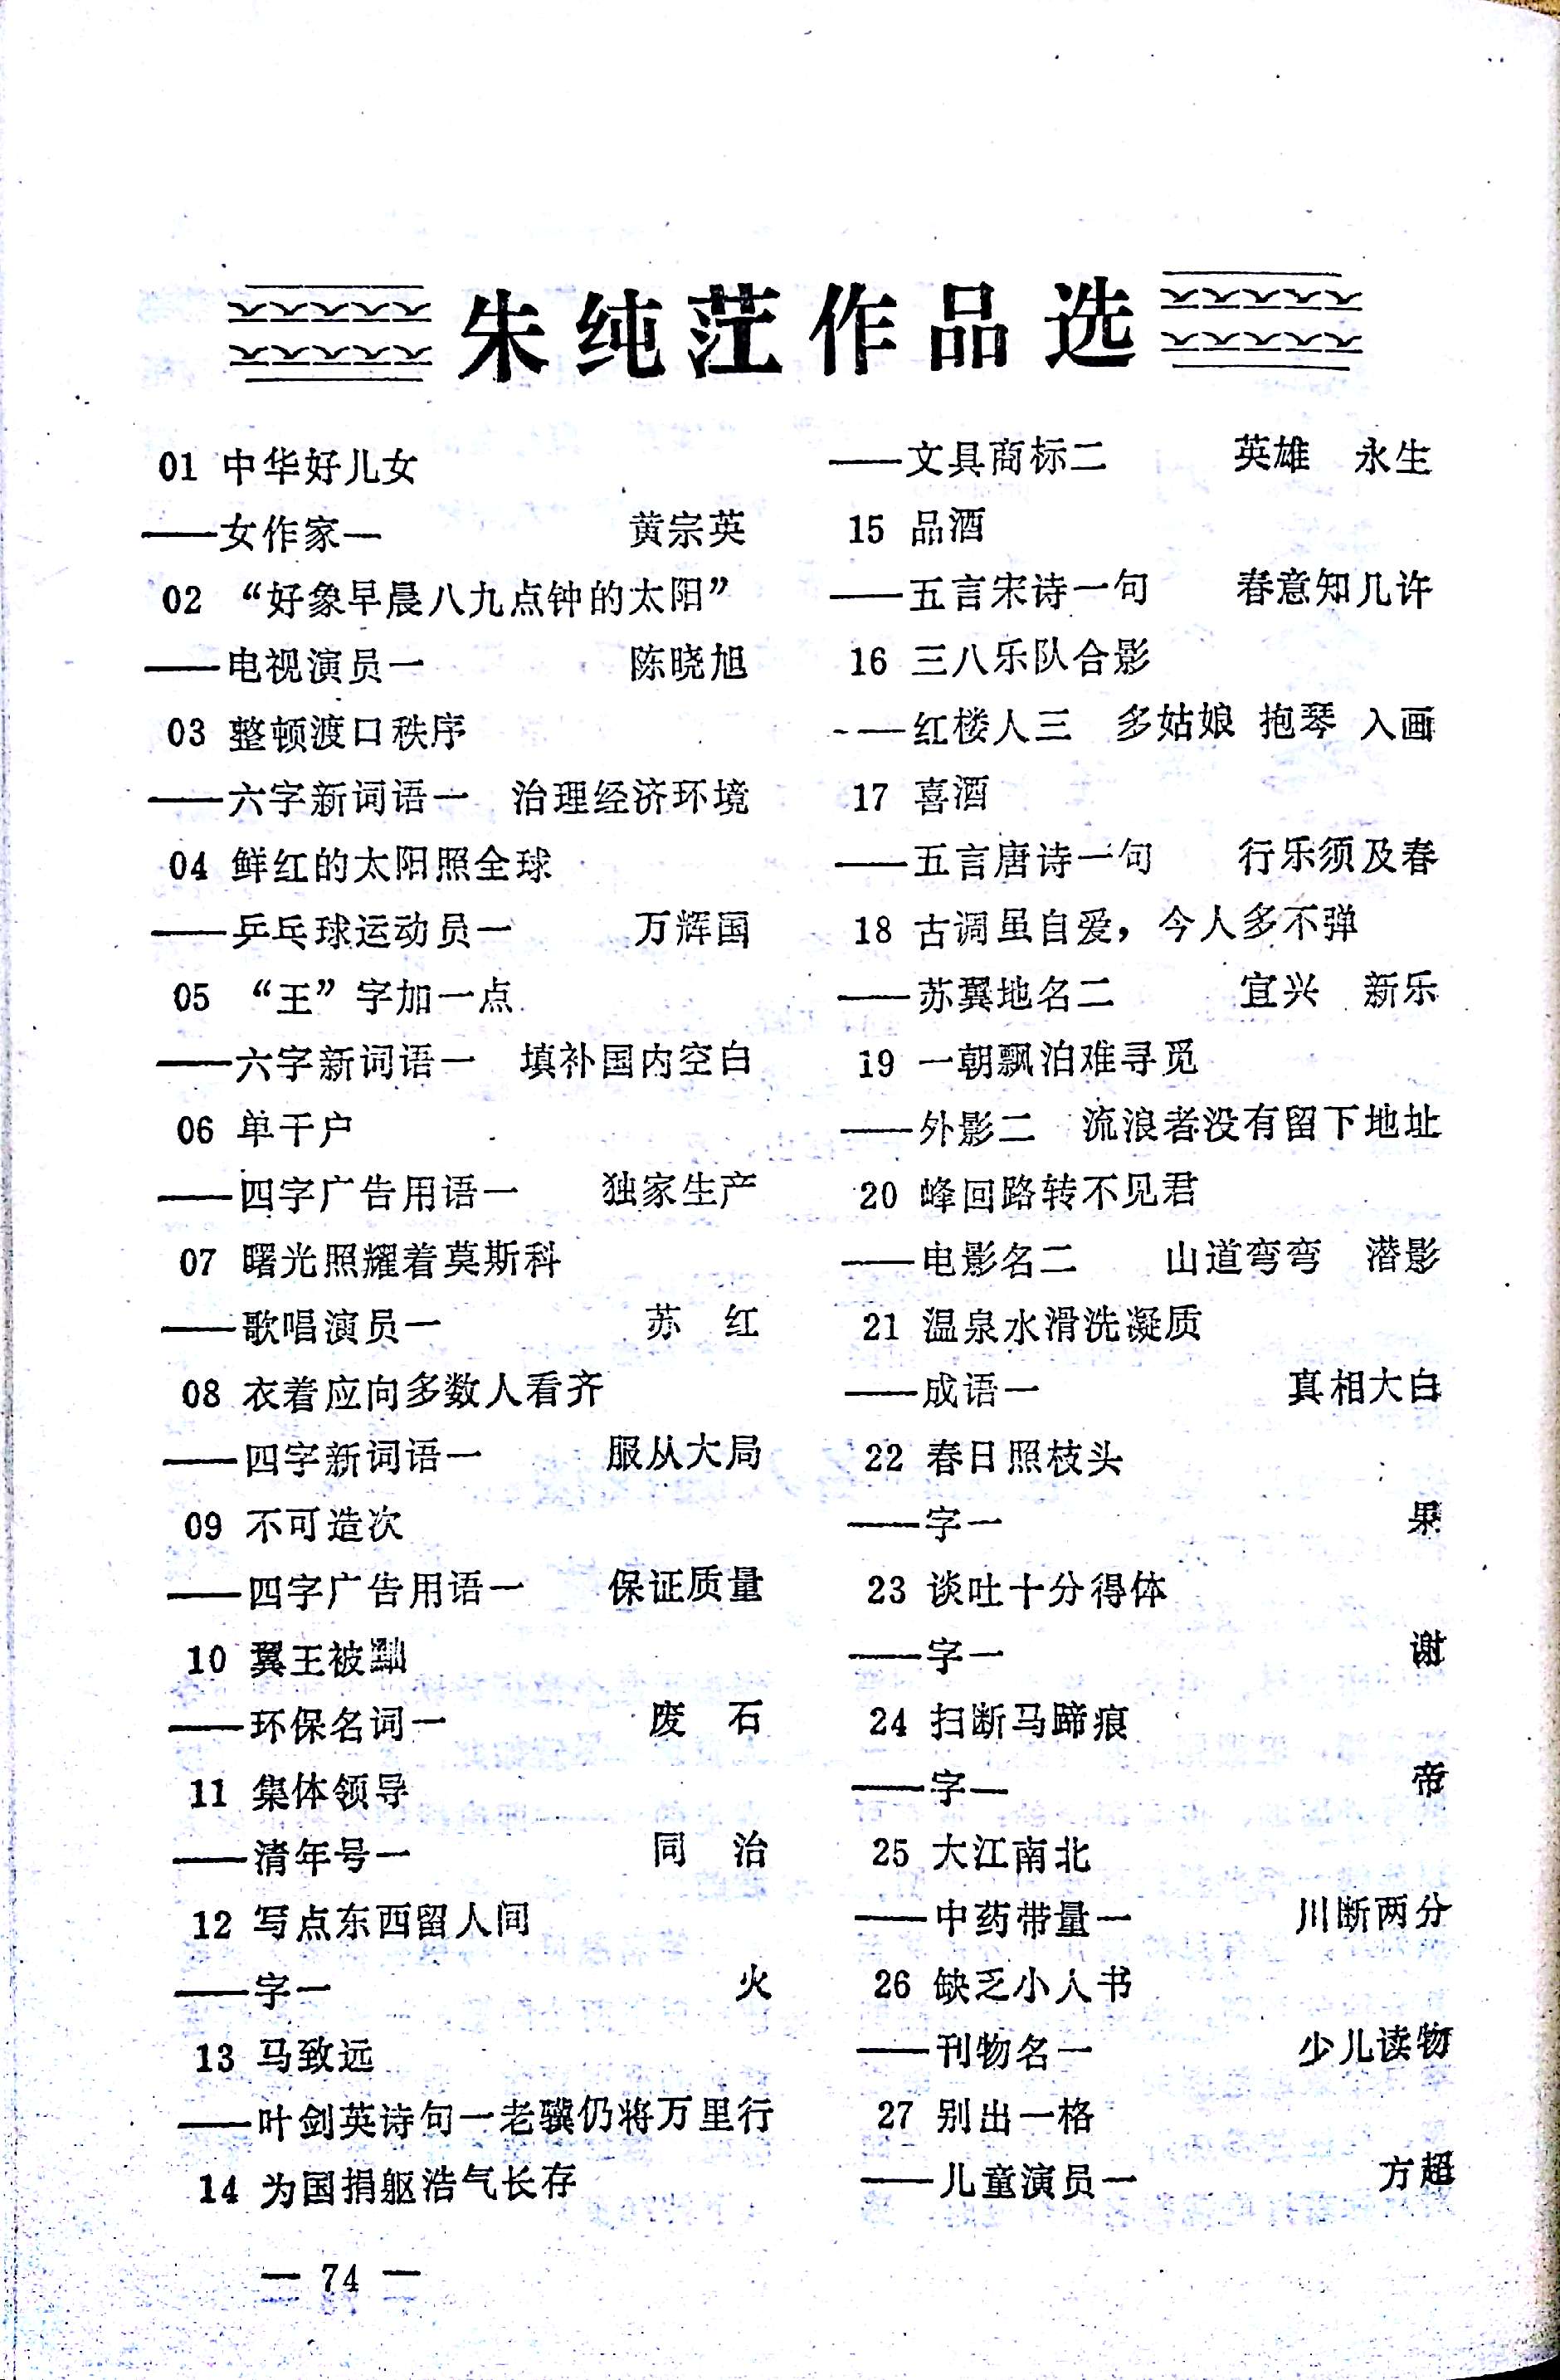 朱纯茳作品选
01 中华好儿女
——女作家一 黄宗英
02 “好象早晨八九点钟的太阳”
——电视演员一 陈晓旭
03 整顿渡口秩序
——六字新词语一 治理经济环境
04 鲜红的太阳照全球
——乒乓球运动员一 万辉国
05 “王”字加一点
——六字新词语一 填补国内空白
06 单干户
——四字广告用语一 独家生产
07 曙光照耀着莫斯科
——歌唱演员一 苏 红
08 衣着应向多数人看齐
——四字新词语一 服从大局
09 不可造次
——四字广告用语一 保证质量
10 翼王被黜
——环保名词一 废 石
11 集体领导
——清年号一 同 治
12 写点东西留人间
——字一 火
13 马致远
——叶剑英诗句一老骥仍将万里行
14 为国捐躯浩气长存
——文具商标二 英雄 永生
15 品酒
——五言宋诗一句 春意知几许
16 三八乐队合影
——红楼人三 多姑娘 抱琴 入画
17 喜酒
——五言唐诗一句 行乐须及春
18 古调虽自爱，今人多不弹
——苏翼地名二 宜兴 新乐
19 一朝飘泊难寻觅
——外影二 流浪者没有留下地址
20 峰回路转不见君
——电影名二 山道弯弯 潜影
21 温泉水滑洗凝质
——成语一 真相大白
22 春日照枝头
——字一 果
23 谈吐十分得体
——字一 谢
24 扫断马蹄痕
——字一 帝
25 大江南北
——中药带量一 川断两分
26 缺乏小人书
——刊物名一 少儿读物
27 别出一格
——儿童演员一 方超
— 74 —